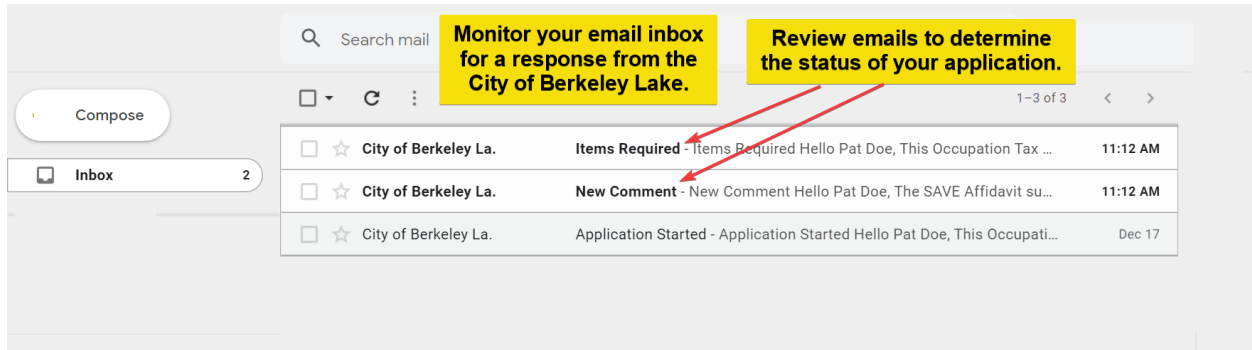 Search mail
Monitor your email inbox
for a response from the
City of Berkeley Lake.
Review emails to determine
the status of your application.
Compose
1–3 of 3
Inbox 2
City of Berkeley La. Items Required - Items Required Hello Pat Doe, This Occupation Tax ... 11:12 AM
City of Berkeley La. New Comment - New Comment Hello Pat Doe, The SAVE Affidavit su... 11:12 AM
City of Berkeley La. Application Started - Application Started Hello Pat Doe, This Occupati... Dec 17